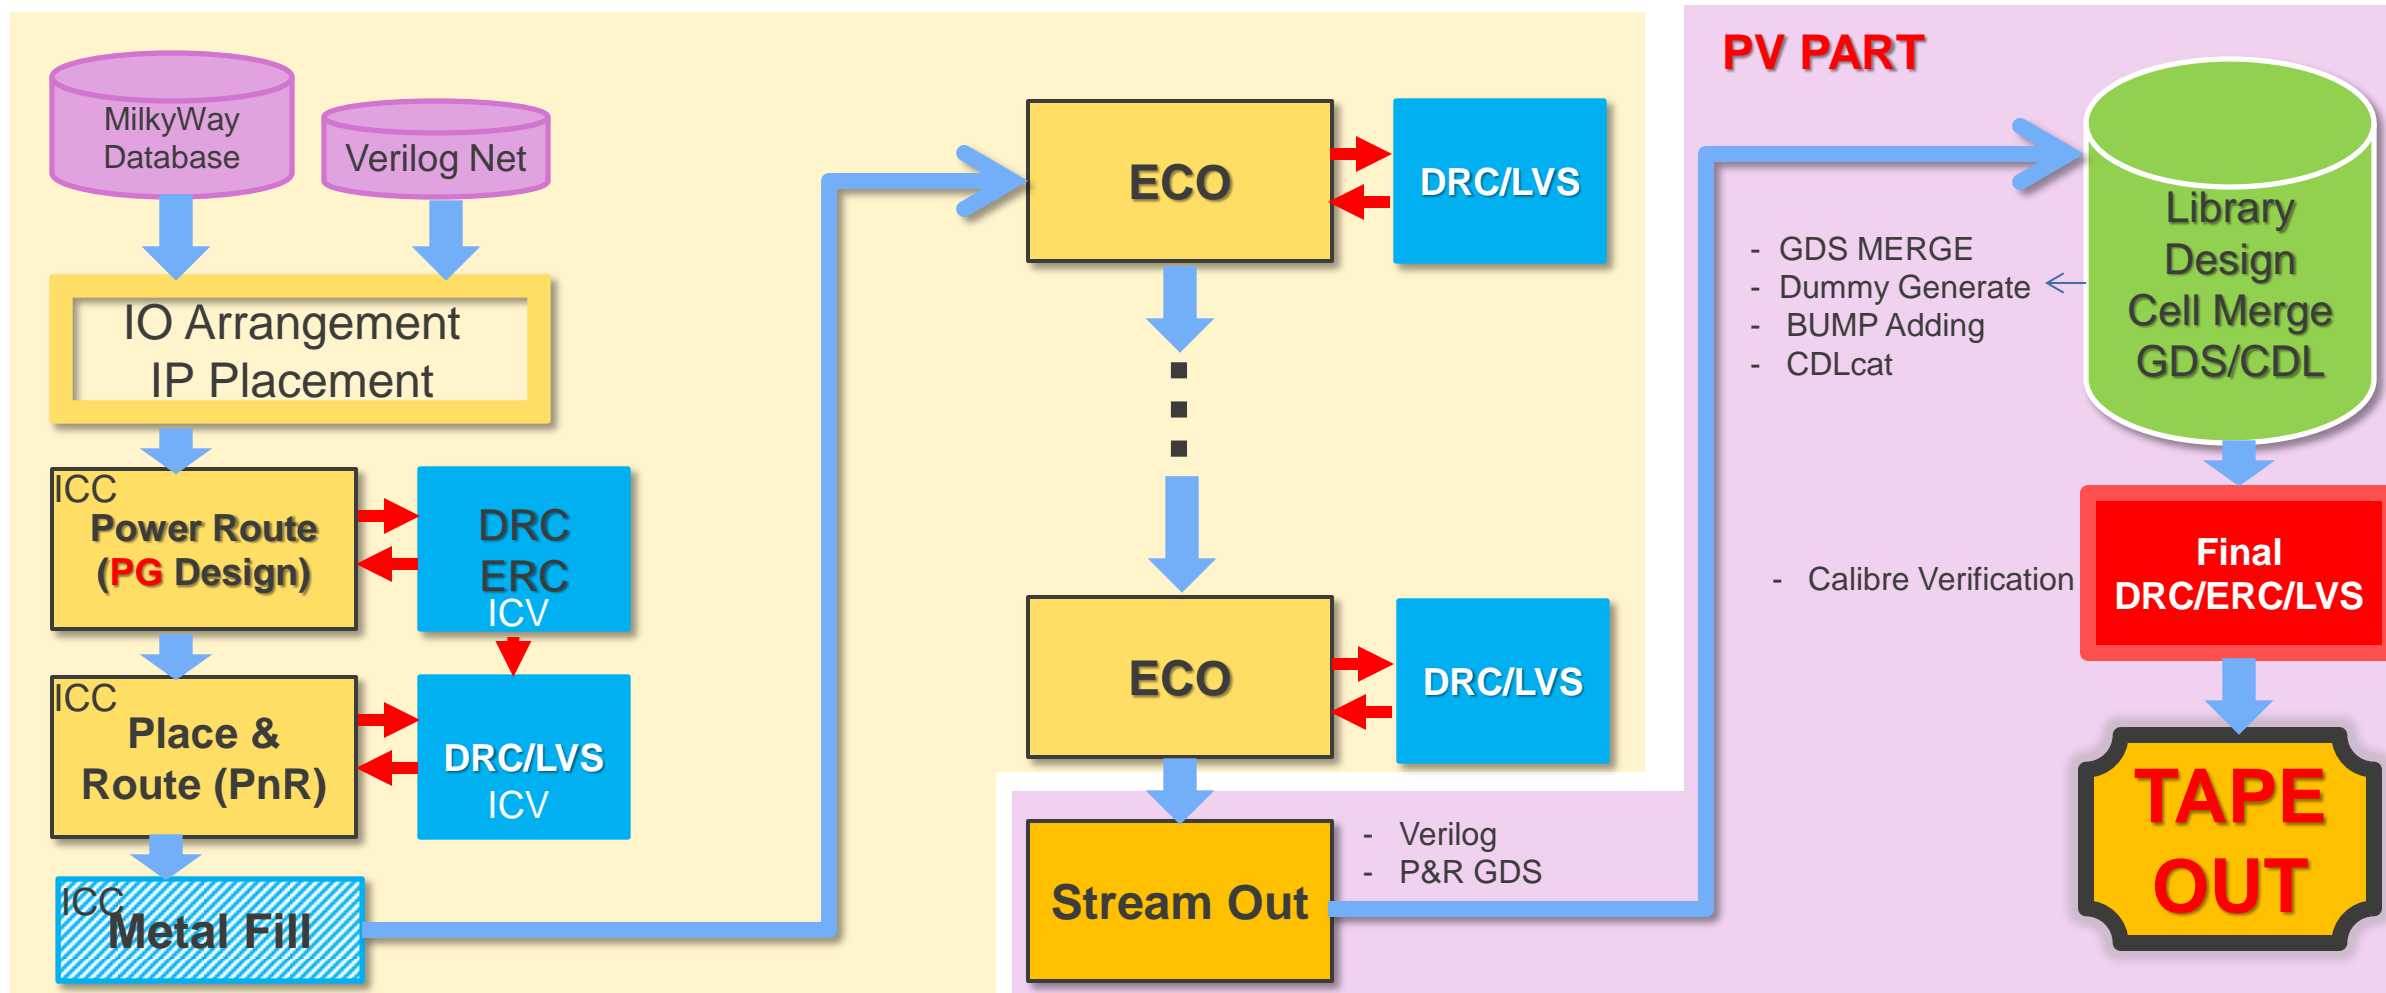 MilkyWay
Database
Verilog Net
IO Arrangement
IP Placement
ICC
Power Route
(PG Design)
DRC
ERC
ICV
ICC
Place &
Route (PnR)
DRC/LVS
ICV
ICC
Metal Fill
ECO
DRC/LVS
ECO
DRC/LVS
Stream Out
- Verilog
- P&R GDS
PV PART
- GDS MERGE
- Dummy Generate
- BUMP Adding
- CDLcat
Library
Design
Cell Merge
GDS/CDL
- Calibre Verification
Final
DRC/ERC/LVS
TAPE
OUT